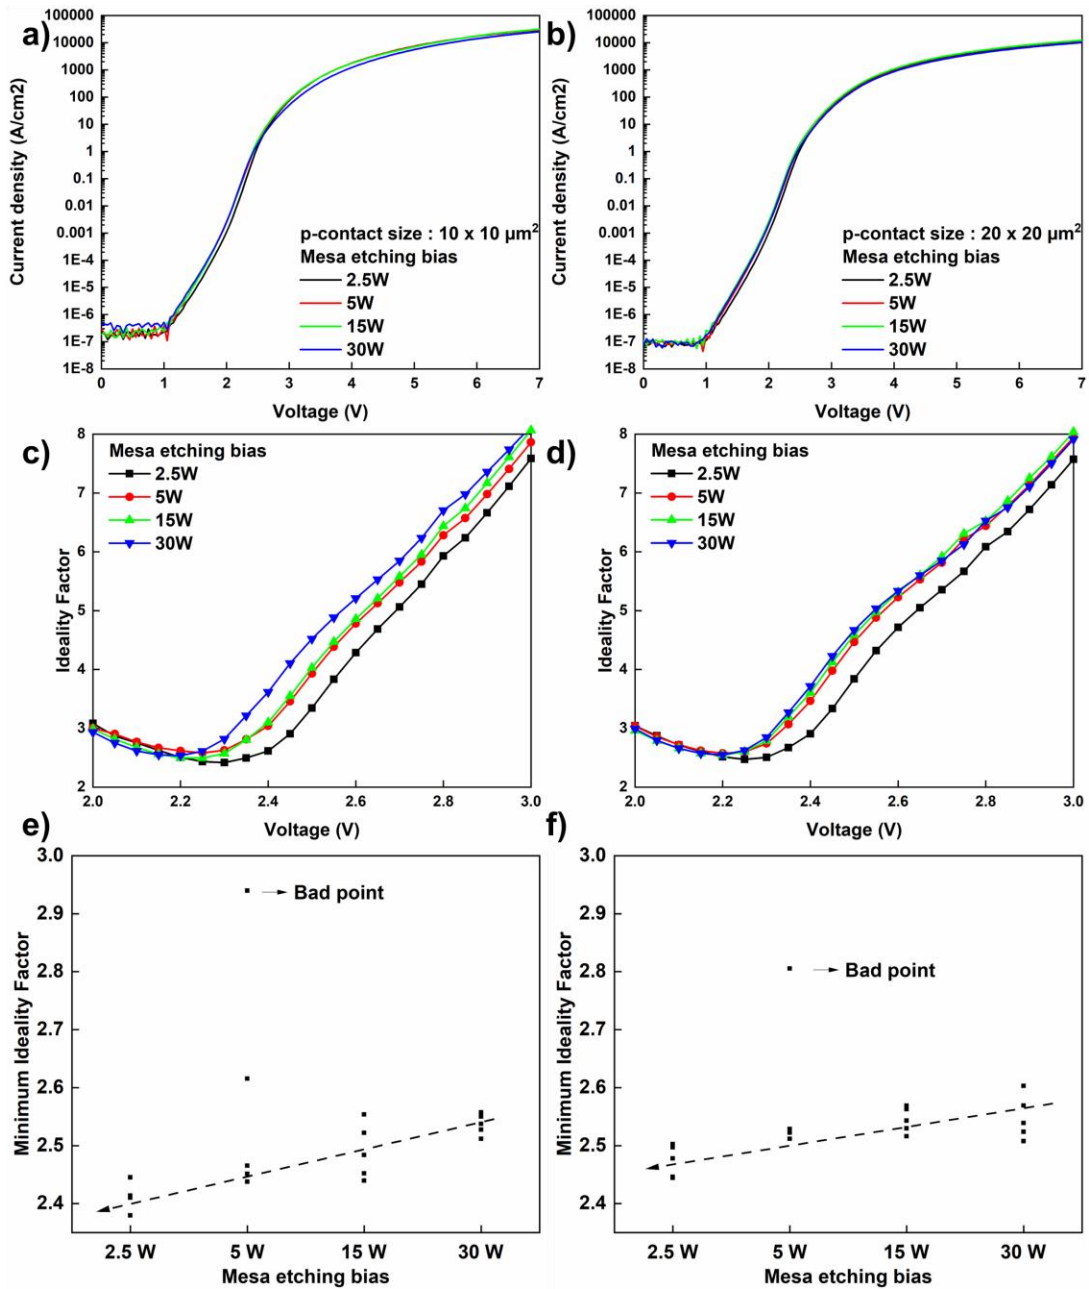 a)
100000
10000
1000
100
10
1
0.1
0.01
0.001
1E-4
1E-5
1E-6
1E-7
1E-8
Current density (A/cm2)
p-contact size : 10 x 10 µm²
Mesa etching bias
2.5W
5W
15W
30W
0 1 2 3 4 5 6 7
Voltage (V)
b)
100000
10000
1000
100
10
1
0.1
0.01
0.001
1E-4
1E-5
1E-6
1E-7
1E-8
Current density (A/cm2)
p-contact size : 20 x 20 µm²
Mesa etching bias
2.5W
5W
15W
30W
0 1 2 3 4 5 6 7
Voltage (V)
c)
8
7
6
5
4
3
2
Ideality Factor
Mesa etching bias
2.5W
5W
15W
30W
2.0 2.2 2.4 2.6 2.8 3.0
Voltage (V)
d)
8
7
6
5
4
3
2
Ideality Factor
Mesa etching bias
2.5W
5W
15W
30W
2.0 2.2 2.4 2.6 2.8 3.0
Voltage (V)
e)
3.0
2.9
2.8
2.7
2.6
2.5
2.4
Minimum Ideality Factor
Bad point
2.5 W 5 W 15 W 30 W
Mesa etching bias
f)
3.0
2.9
2.8
2.7
2.6
2.5
2.4
Minimum Ideality Factor
Bad point
2.5 W 5 W 15 W 30 W
Mesa etching bias